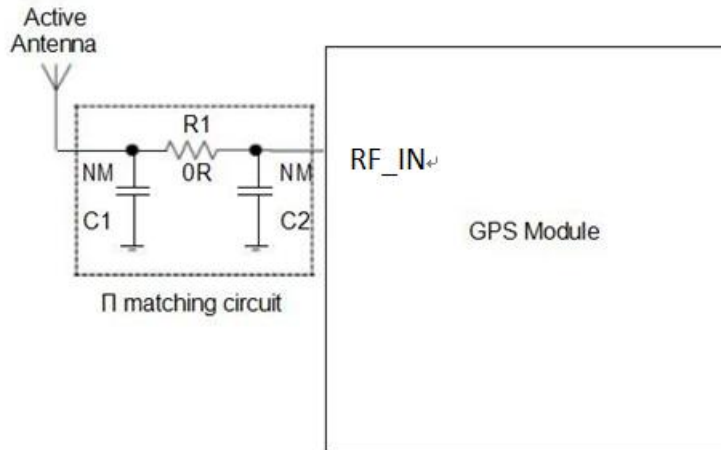 Active
Antenna
R1
NM
0R
NM
C1
C2
RF_IN↵
GPS Module
Π matching circuit